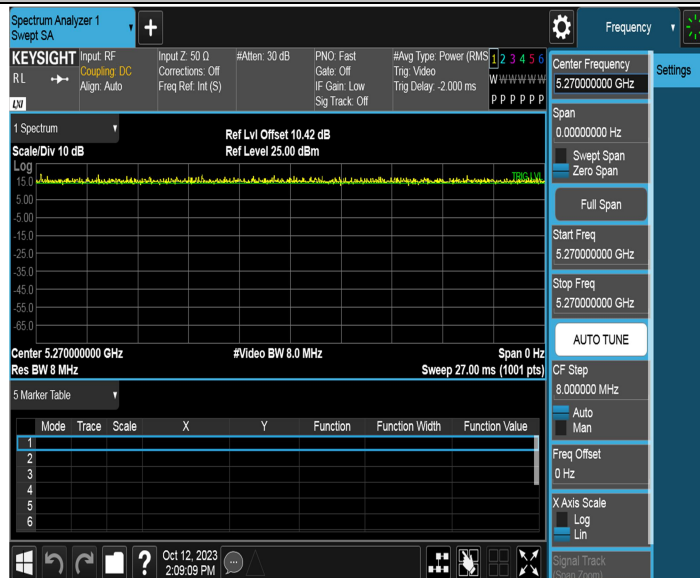 Spectrum Analyzer 1
Swept SA
Frequency
KEYSIGHT
RL
LXI
Input: RF
Coupling: DC
Align: Auto
Input Z: 50 Ω
Corrections: Off
Freq Ref: Int (S)
#Atten: 30 dB
PNO: Fast
Gate: Off
IF Gain: Low
Sig Track: Off
#Avg Type: Power (RMS
Trig: Video
Trig Delay: -2.000 ms
1 2 3 4 5 6
W W W W W W
P P P P P P
1 Spectrum
Scale/Div 10 dB
Ref Lvl Offset 10.42 dB
Ref Level 25.00 dBm
Log
TRIG LVL
15.0
5.00
-5.00
-15.0
-25.0
-35.0
-45.0
-55.0
-65.0
Center 5.270000000 GHz
Res BW 8 MHz
#Video BW 8.0 MHz
Span 0 Hz
Sweep 27.00 ms (1001 pts)
5 Marker Table
Mode Trace Scale X Y Function Function Width Function Value
1
2
3
4
5
6
Oct 12, 2023
2:09:09 PM
Center Frequency
5.270000000 GHz
Settings
Span
0.00000000 Hz
Swept Span
Zero Span
Full Span
Start Freq
5.270000000 GHz
Stop Freq
5.270000000 GHz
AUTO TUNE
CF Step
8.000000 MHz
Auto
Man
Freq Offset
0 Hz
X Axis Scale
Log
Lin
Signal Track
(Span Zoom)